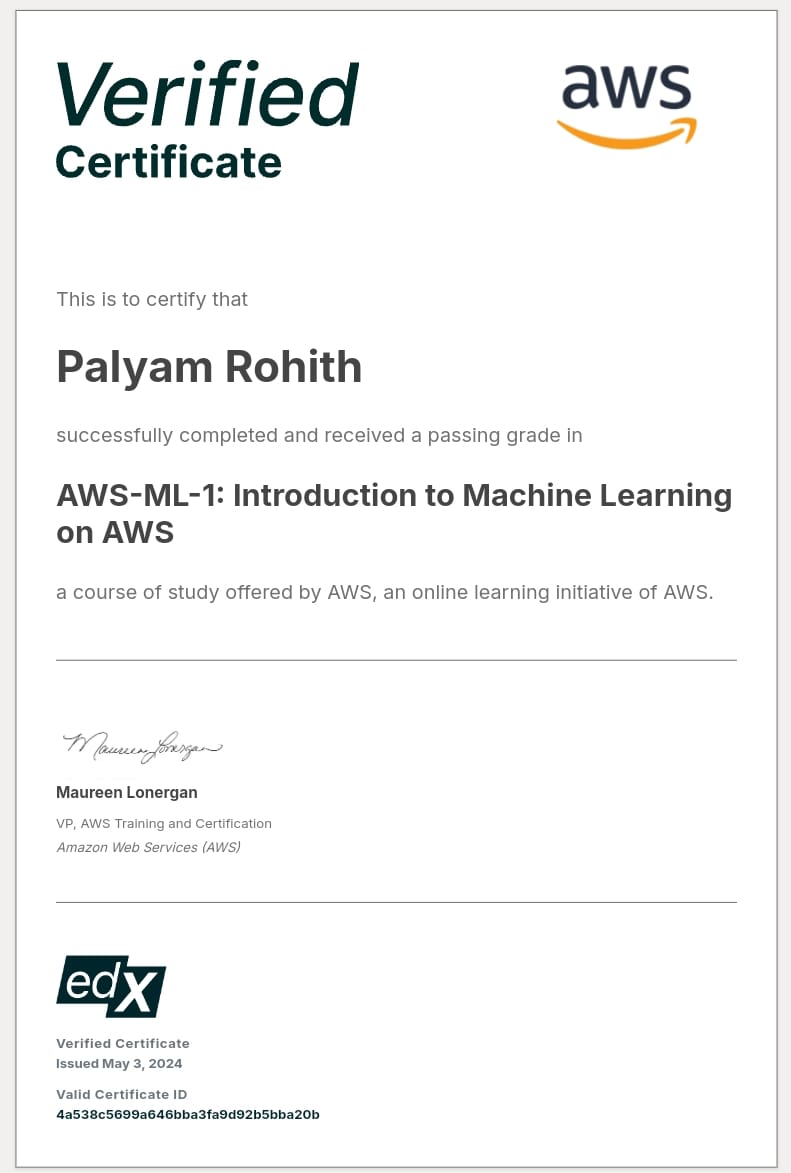 Verified
Certificate
aws
This is to certify that
Palyam Rohith
successfully completed and received a passing grade in
AWS-ML-1: Introduction to Machine Learning
on AWS
a course of study offered by AWS, an online learning initiative of AWS.
Maureen Lonergan
Maureen Lonergan
VP, AWS Training and Certification
Amazon Web Services (AWS)
edX
Verified Certificate
Issued May 3, 2024
Valid Certificate ID
4a538c5699a646bba3fa9d92b5bba20b